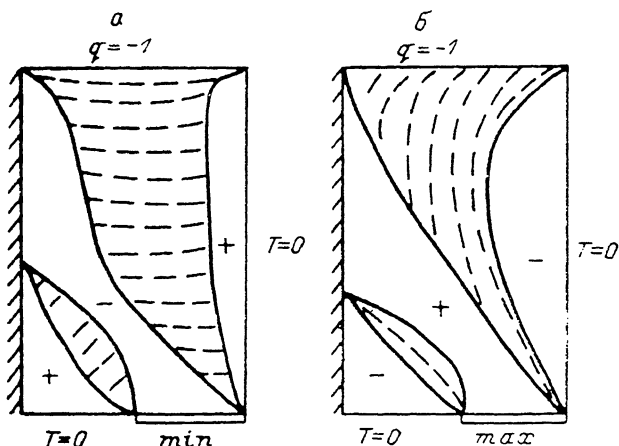 а
q = -1
б
q = -1
+
T=0
-
+
T=0
min
-
T=0
+
-
T=0
max